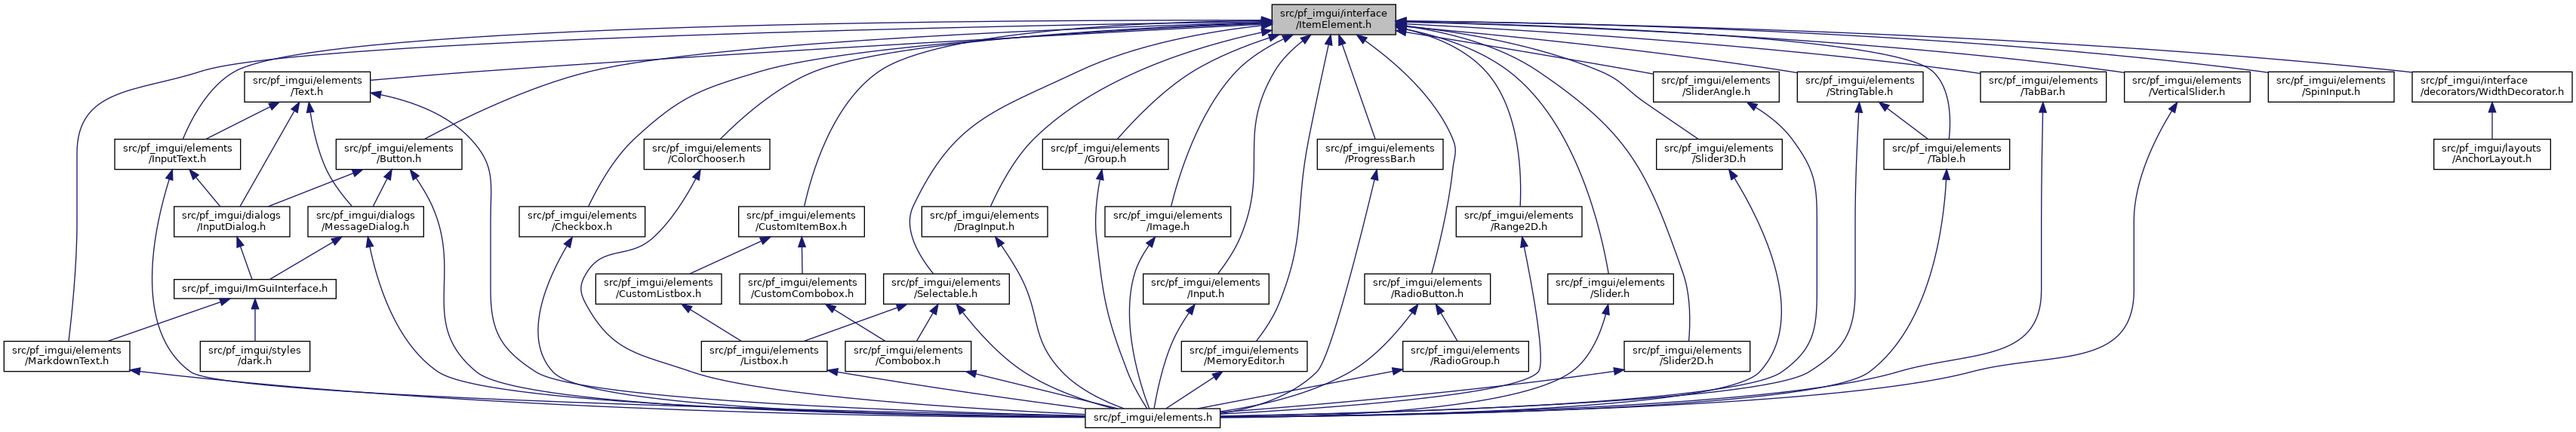 src/pf_imgui/interface
/ItemElement.h
src/pf_imgui/elements
/Text.h
src/pf_imgui/elements
/SliderAngle.h
src/pf_imgui/elements
/StringTable.h
src/pf_imgui/elements
/TabBar.h
src/pf_imgui/elements
/VerticalSlider.h
src/pf_imgui/elements
/SpinInput.h
src/pf_imgui/interface
/decorators/WidthDecorator.h
src/pf_imgui/elements
/InputText.h
src/pf_imgui/elements
/Button.h
src/pf_imgui/elements
/ColorChooser.h
src/pf_imgui/elements
/Group.h
src/pf_imgui/elements
/ProgressBar.h
src/pf_imgui/elements
/Slider3D.h
src/pf_imgui/elements
/Table.h
src/pf_imgui/layouts
/AnchorLayout.h
src/pf_imgui/dialogs
/InputDialog.h
src/pf_imgui/dialogs
/MessageDialog.h
src/pf_imgui/elements
/Checkbox.h
src/pf_imgui/elements
/CustomItemBox.h
src/pf_imgui/elements
/DragInput.h
src/pf_imgui/elements
/Image.h
src/pf_imgui/elements
/Range2D.h
src/pf_imgui/ImGuiInterface.h
src/pf_imgui/elements
/CustomListbox.h
src/pf_imgui/elements
/CustomCombobox.h
src/pf_imgui/elements
/Selectable.h
src/pf_imgui/elements
/Input.h
src/pf_imgui/elements
/RadioButton.h
src/pf_imgui/elements
/Slider.h
src/pf_imgui/elements
/MarkdownText.h
src/pf_imgui/styles
/dark.h
src/pf_imgui/elements
/Listbox.h
src/pf_imgui/elements
/Combobox.h
src/pf_imgui/elements
/MemoryEditor.h
src/pf_imgui/elements
/RadioGroup.h
src/pf_imgui/elements
/Slider2D.h
src/pf_imgui/elements.h